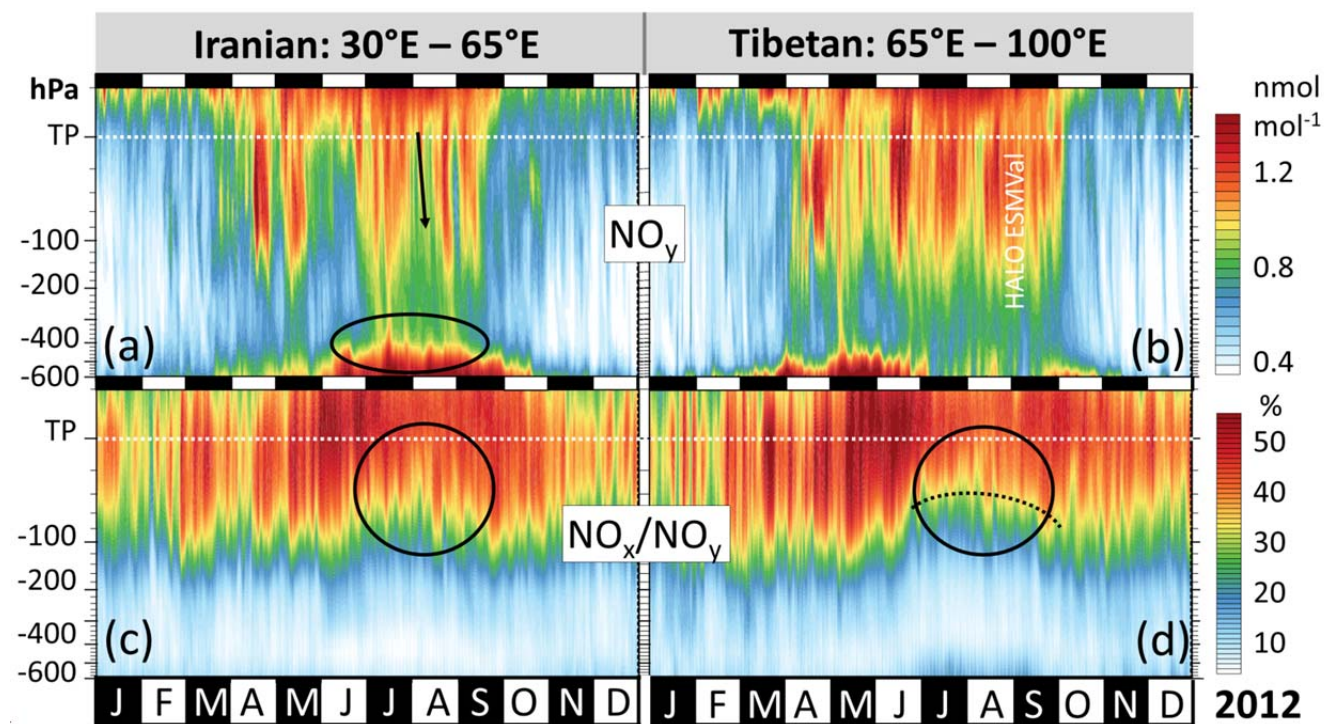 Iranian: 30°E – 65°E
Tibetan: 65°E – 100°E
hPa
TP
-100
-200
-400
-600
(a)
NOy
HALO ESMVal
(b)
nmol
mol-1
1.2
0.8
0.4
TP
-100
-200
-400
-600
(c)
NOx/NOy
(d)
%
50
40
30
20
10
J F M A M J J A S O N D
J F M A M J J A S O N D
2012